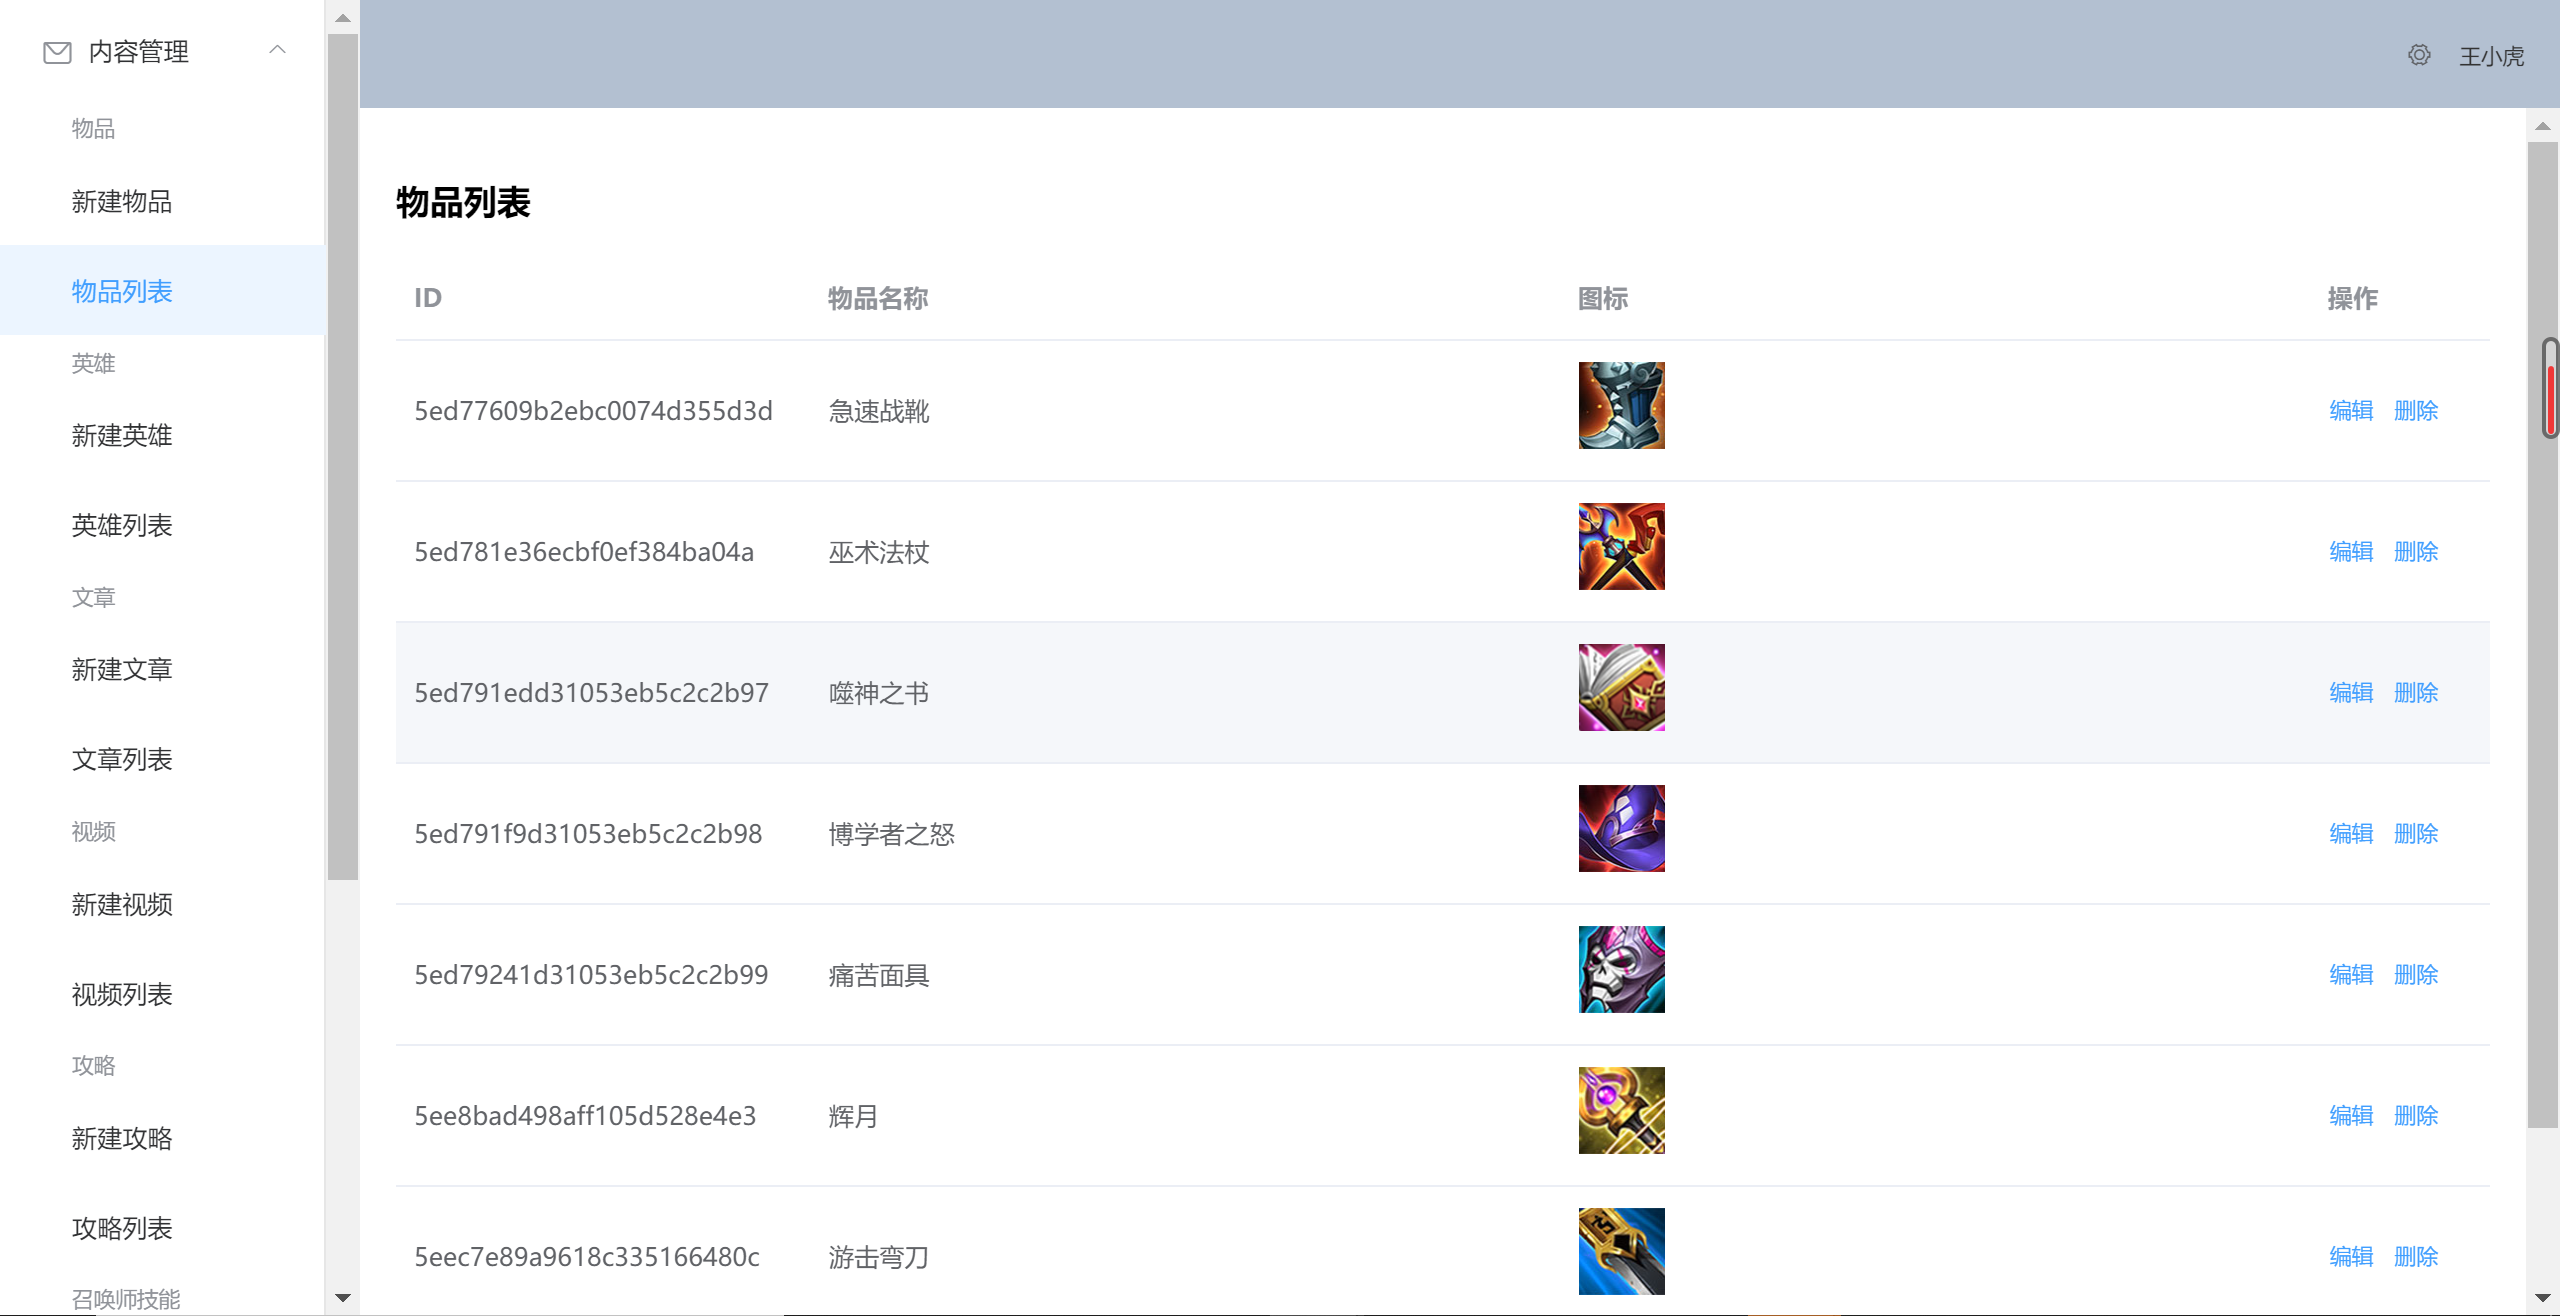 内容管理
物品
新建物品
物品列表
英雄
新建英雄
英雄列表
文章
新建文章
文章列表
视频
新建视频
视频列表
攻略
新建攻略
攻略列表
召唤师技能
王小虎
物品列表
ID 物品名称 图标 操作
5ed77609b2ebc0074d355d3d 急速战靴 编辑 删除
5ed781e36ecbf0ef384ba04a 巫术法杖 编辑 删除
5ed791edd31053eb5c2c2b97 噬神之书 编辑 删除
5ed791f9d31053eb5c2c2b98 博学者之怒 编辑 删除
5ed79241d31053eb5c2c2b99 痛苦面具 编辑 删除
5ee8bad498aff105d528e4e3 辉月 编辑 删除
5eec7e89a9618c335166480c 游击弯刀 编辑 删除